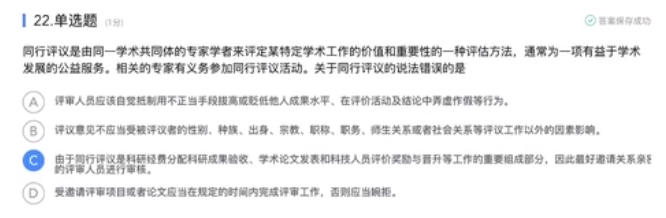 22.单选题 (1分)
答案保存成功
同行评议是由同一学术共同体的专家学者来评定某特定学术工作的价值和重要性的一种评估方法，通常为一项有益于学术
发展的公益服务。相关的专家有义务参加同行评议活动。关于同行评议的说法错误的是
A 评审人员应该自觉抵制用不正当手段拔高或贬低他人成果水平、在评价活动及结论中弄虚作假等行为。
B 评议意见不应当受被评议者的性别、种族、出身、宗教、职称、职务、师生关系或者社会关系等评议工作以外的因素影响。
C 由于同行评议是科研经费分配科研成果验收、学术论文发表和科技人员评价奖励与晋升等工作的重要组成部分，因此最好邀请关系亲密
的评审人员进行审核。
D 受邀请评审项目或者论文应当在规定的时间内完成评审工作，否则应当婉拒。